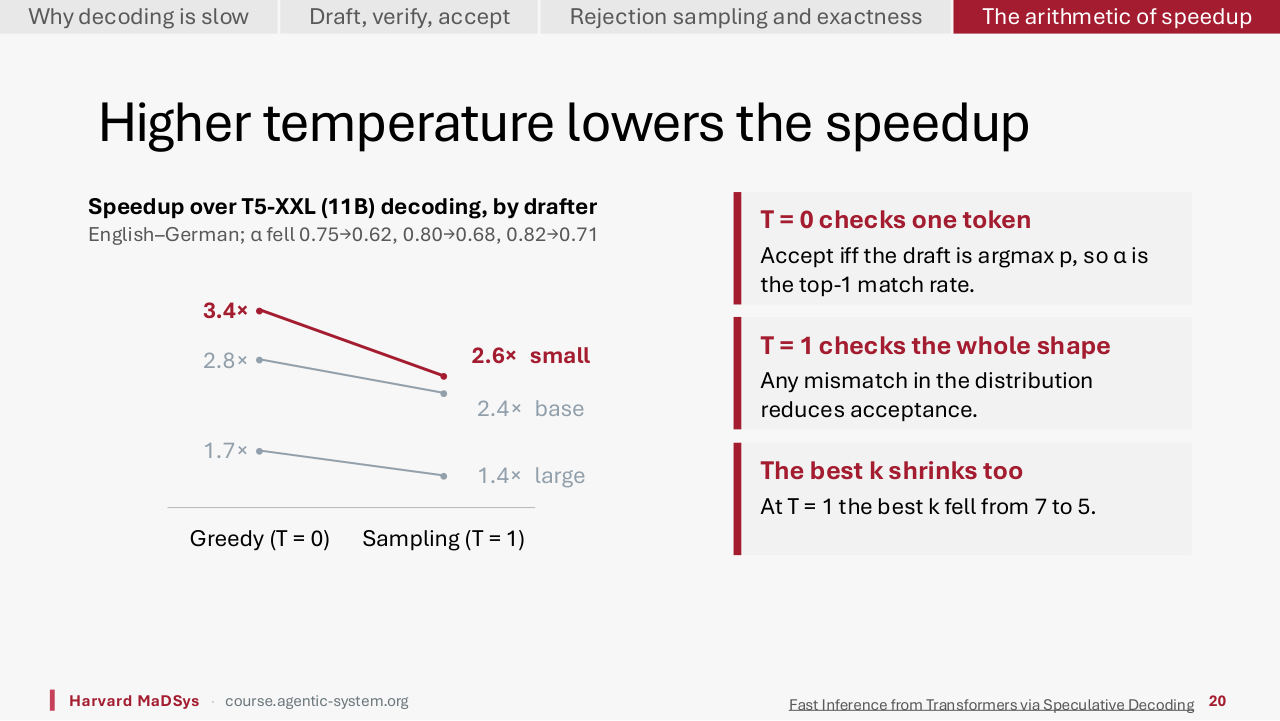 Why decoding is slow
Draft, verify, accept
Rejection sampling and exactness
The arithmetic of speedup
Higher temperature lowers the speedup
Speedup over T5-XXL (11B) decoding, by drafter
English–German; α fell 0.75→0.62, 0.80→0.68, 0.82→0.71
3.4×
2.6× small
2.8×
2.4× base
1.7×
1.4× large
Greedy (T = 0)
Sampling (T = 1)
T = 0 checks one token
Accept iff the draft is argmax p, so α is
the top-1 match rate.
T = 1 checks the whole shape
Any mismatch in the distribution
reduces acceptance.
The best k shrinks too
At T = 1 the best k fell from 7 to 5.
Harvard MaDSys · course.agentic-system.org
Fast Inference from Transformers via Speculative Decoding
20